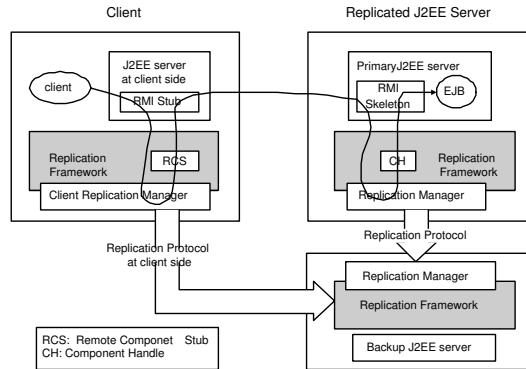 Client
Replicated J2EE Server
J2EE server
at client side
RMI Stub
client
Replication
Framework
RCS
Client Replication Manager
PrimaryJ2EE server
RMI
Skeleton
EJB
CH
Replication
Framework
Replication Manager
Replication Protocol
at client side
Replication Protocol
Replication Manager
Replication Framework
Backup J2EE server
RCS: Remote Componet Stub
CH: Component Handle